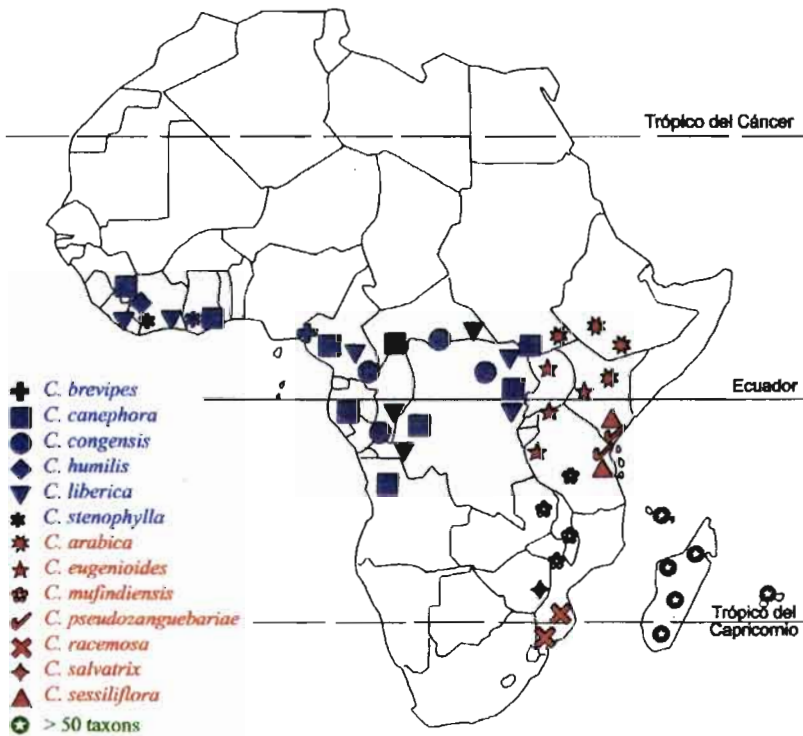 Trópico del Cáncer
Ecuador
Trópico del
Capricornio
C. brevipes
C. canephora
C. congensis
C. humilis
C. liberica
C. stenophylla
C. arabica
C. eugenioides
C. mufindiensis
C. pseudozanguebariae
C. racemosa
C. salvatrix
C. sessiliflora
> 50 taxons